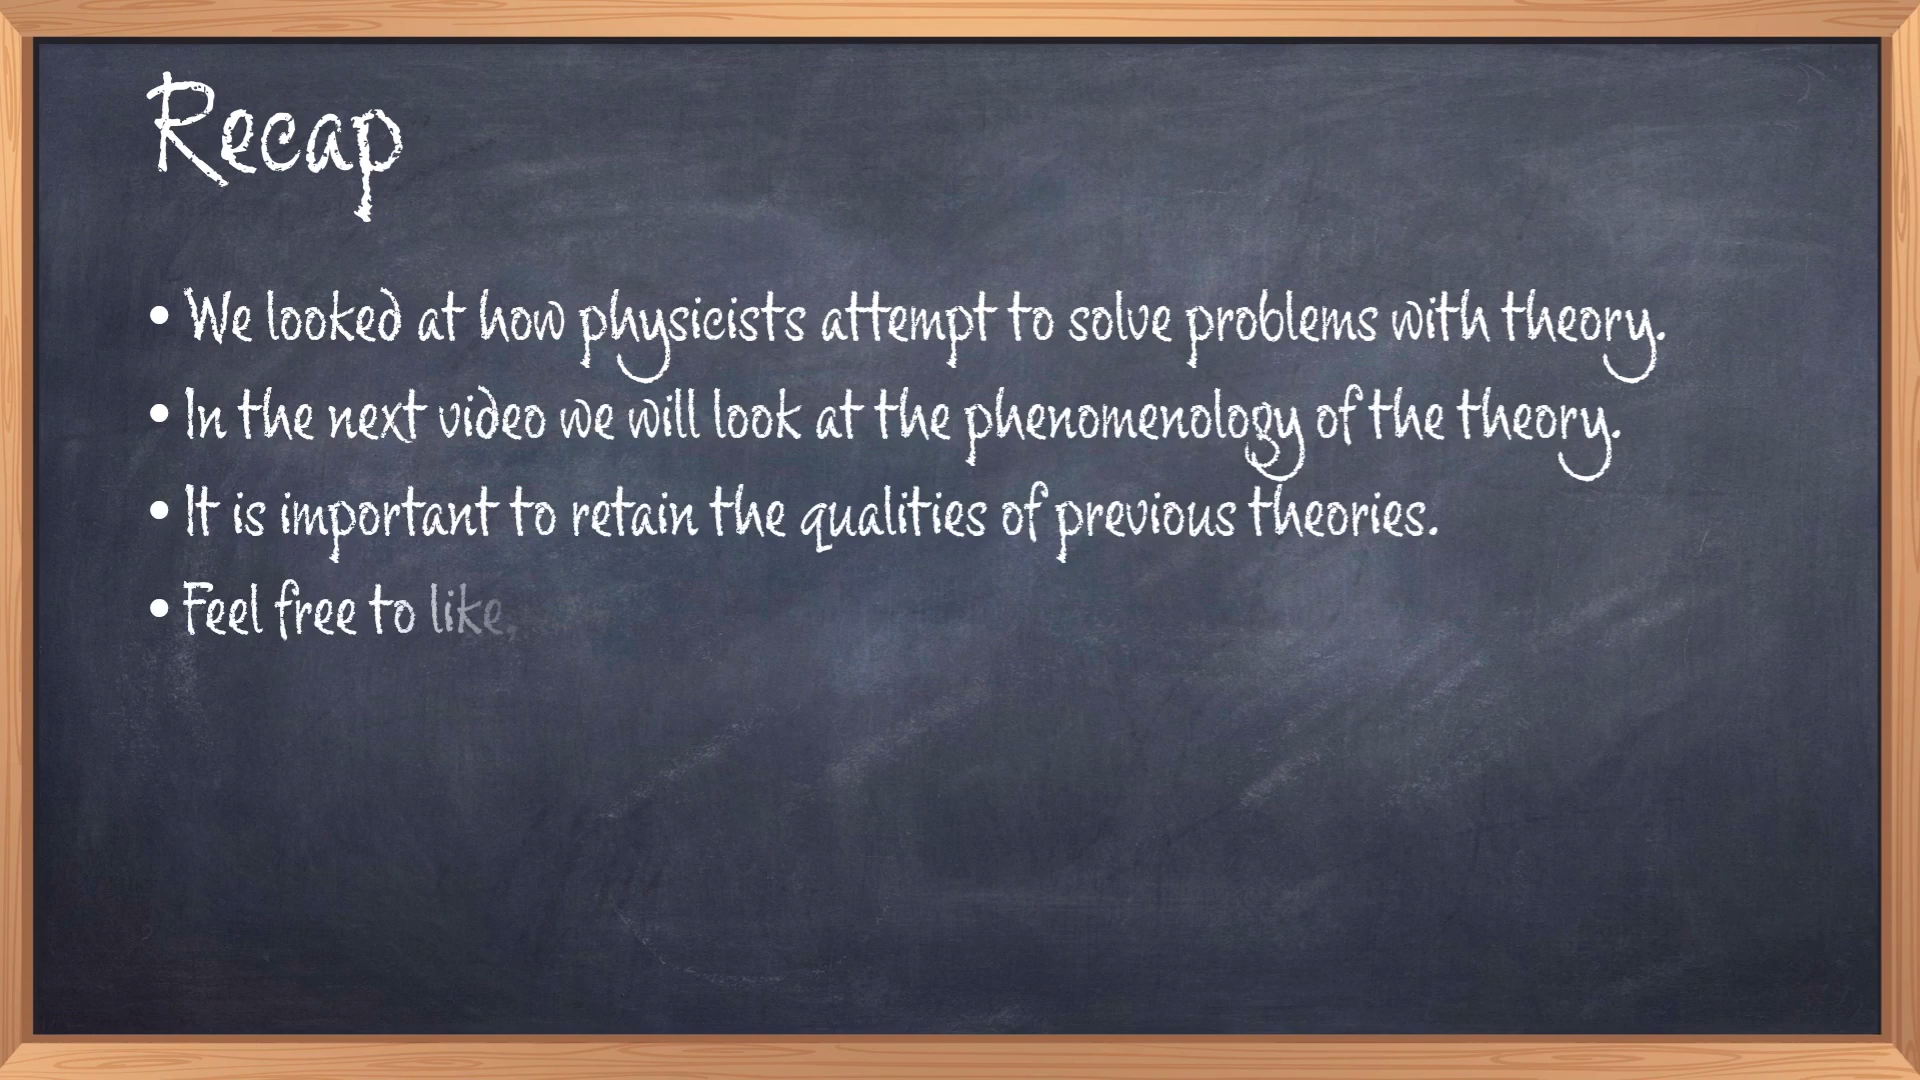 Recap
• We looked at how physicists attempt to solve problems with theory.
• In the next video we will look at the phenomenology of the theory.
• It is important to retain the qualities of previous theories.
• Feel free to like,